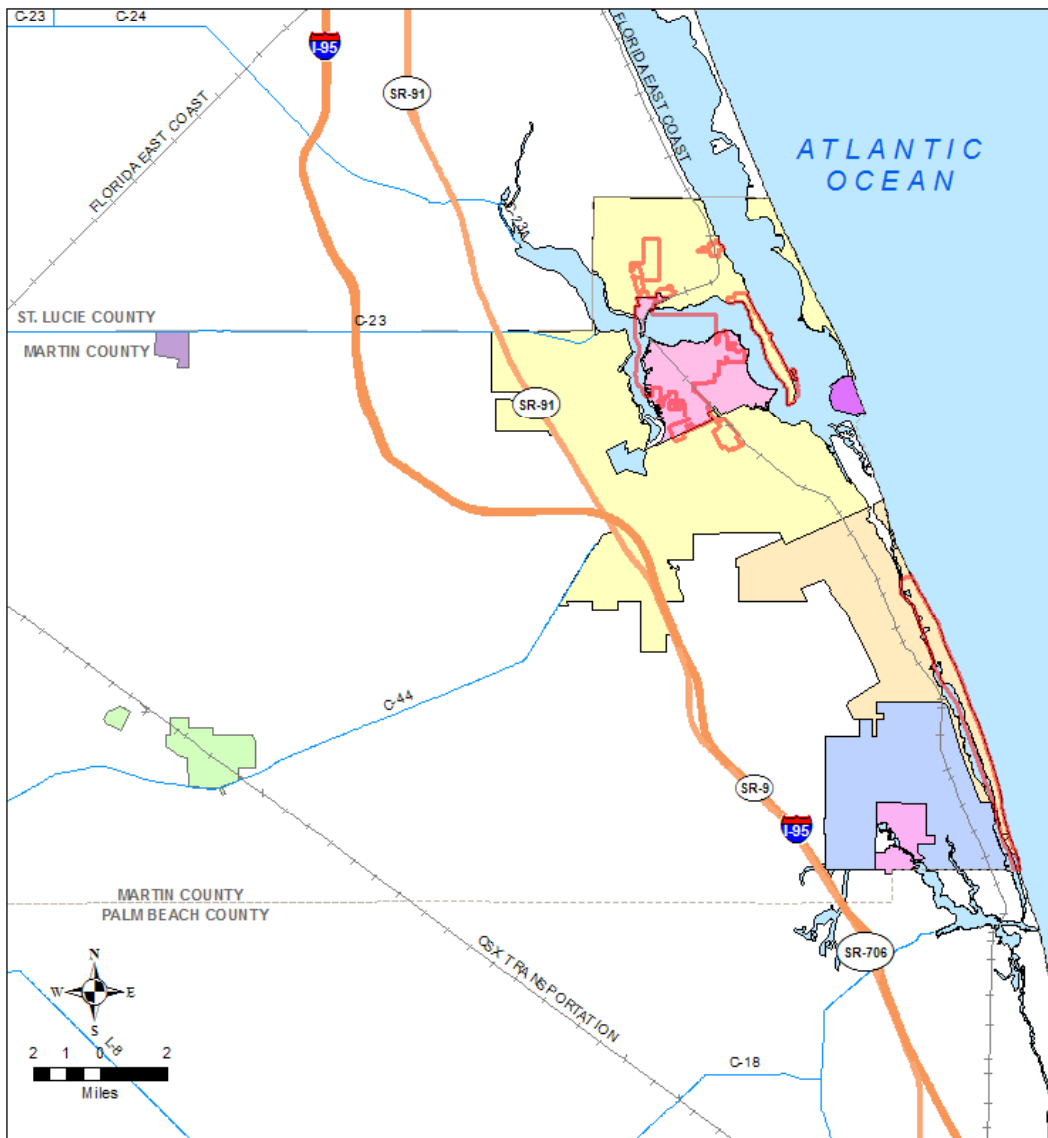 C-23
C-24
I-95
SR-91
FLORIDA EAST COAST
FLORIDA EAST COAST
ATLANTIC
OCEAN
C-23A
ST. LUCIE COUNTY
C-23
MARTIN COUNTY
SR-91
C-44
SR-9
I-95
MARTIN COUNTY
PALM BEACH COUNTY
SR-706
CSX TRANSPORTATION
N
W
E
S
L-8
2 1 0 2
Miles
C-18